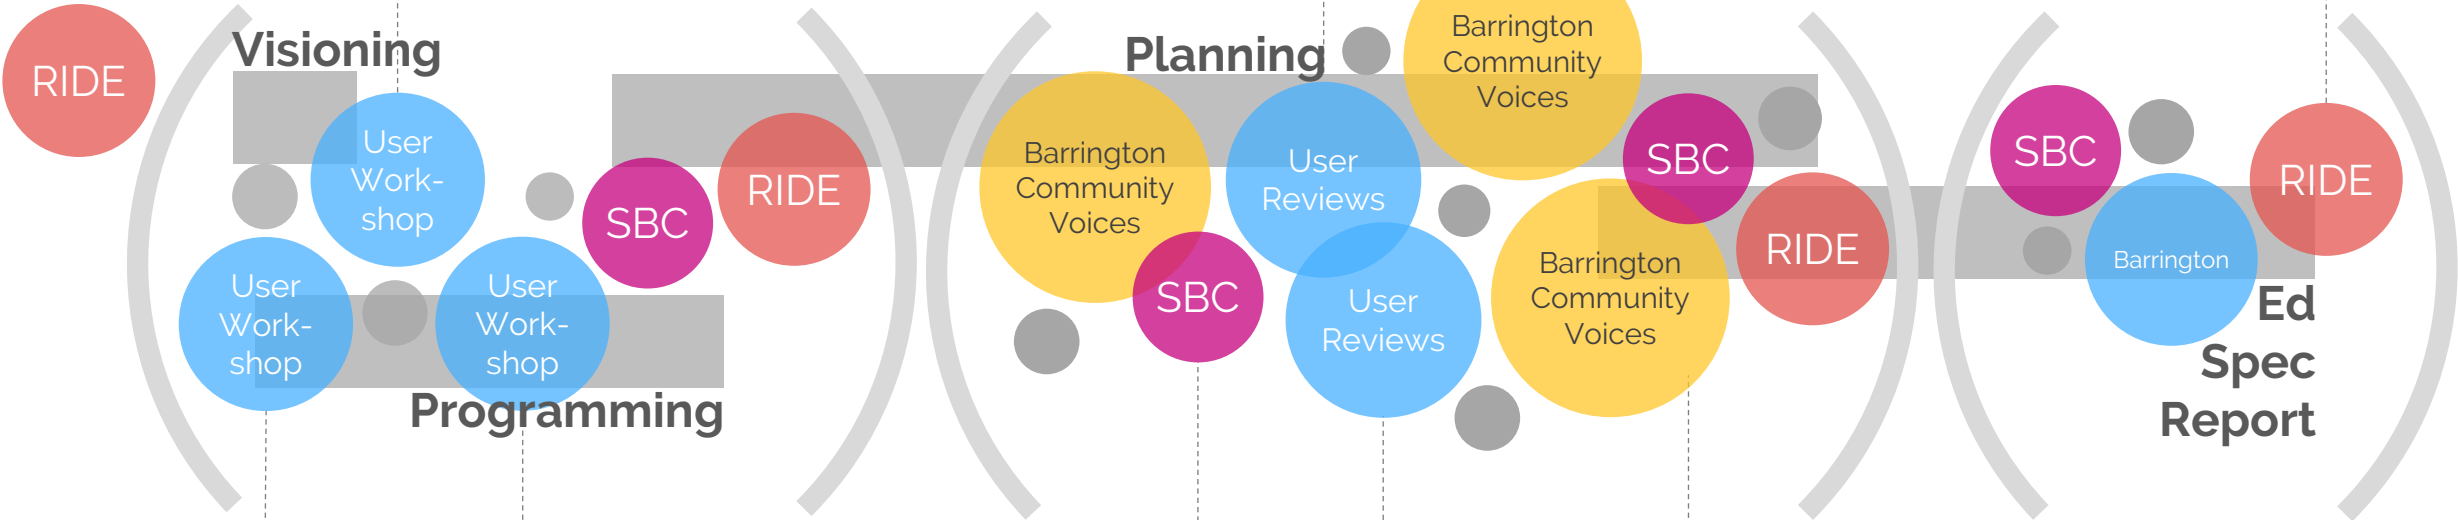 RIDE
Visioning
User
Work-
shop
User
Work-
shop
User
Work-
shop
Programming
SBC
RIDE
Planning
Barrington
Community
Voices
SBC
User
Reviews
User
Reviews
Barrington
Community
Voices
Barrington
Community
Voices
SBC
RIDE
SBC
Barrington
RIDE
Ed
Spec
Report